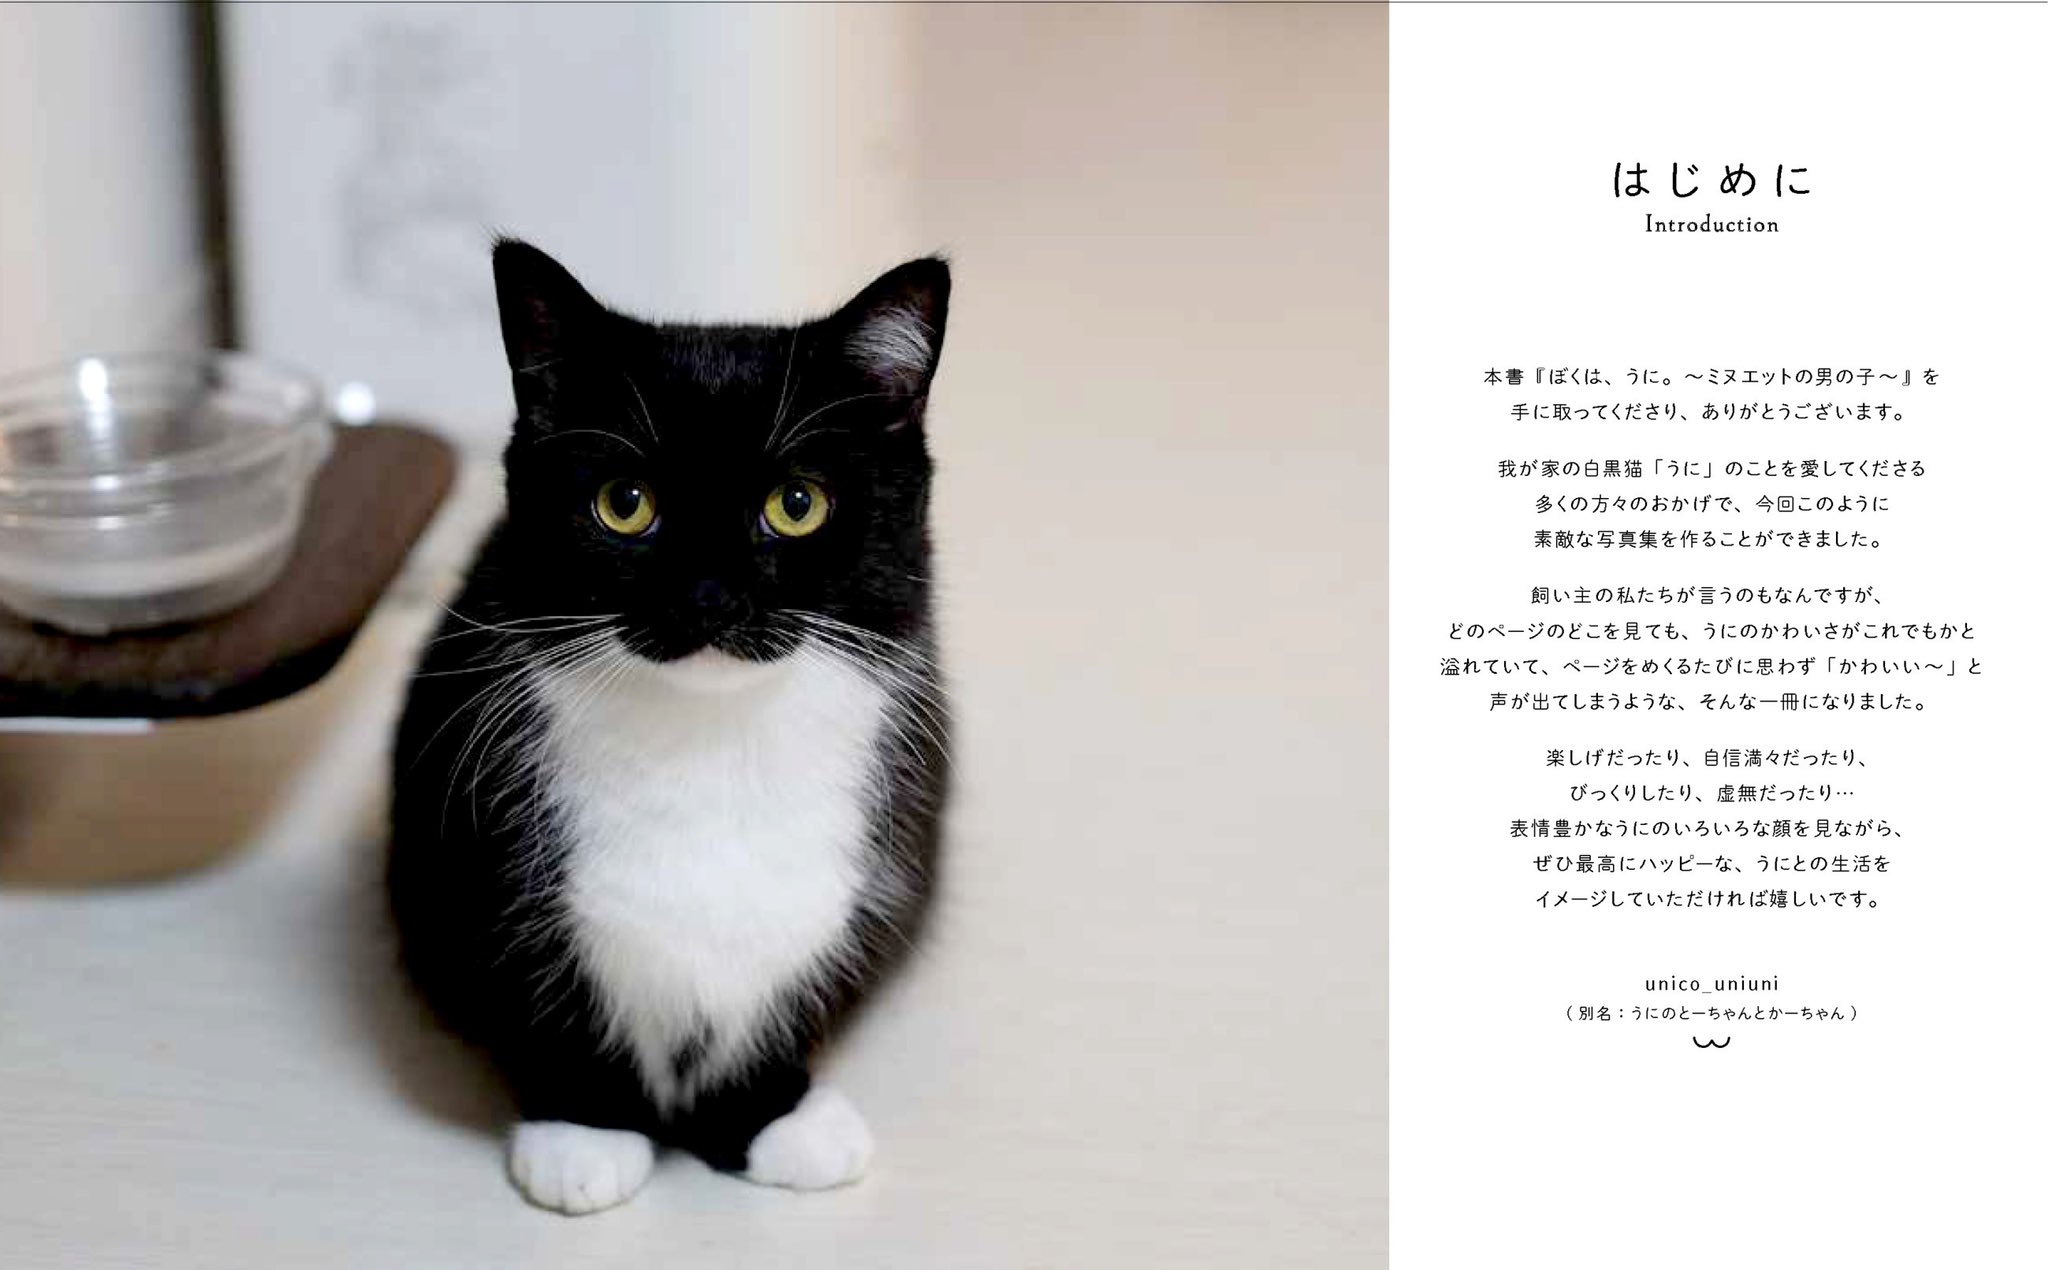 はじめに
Introduction
本書『ぼくは、うに。～ミヌエットの男の子～』を
手に取ってくださり、ありがとうございます。
我が家の白黒猫「うに」のことを愛してくださる
多くの方々のおかげで、今回このように
素敵な写真集を作ることができました。
飼い主の私たちが言うのもなんですが、
どのページのどこを見ても、うにのかわいさがこれでもかと
溢れていて、ページをめくるたびに思わず「かわいい～」と
声が出てしまうような、そんな一冊になりました。
楽しげだったり、自信満々だったり、
びっくりしたり、虚無だったり…
表情豊かなうにのいろいろな顔を見ながら、
ぜひ最高にハッピーな、うにとの生活を
イメージしていただければ嬉しいです。
unico_uniuni
（別名：うにのとーちゃんとかーちゃん）